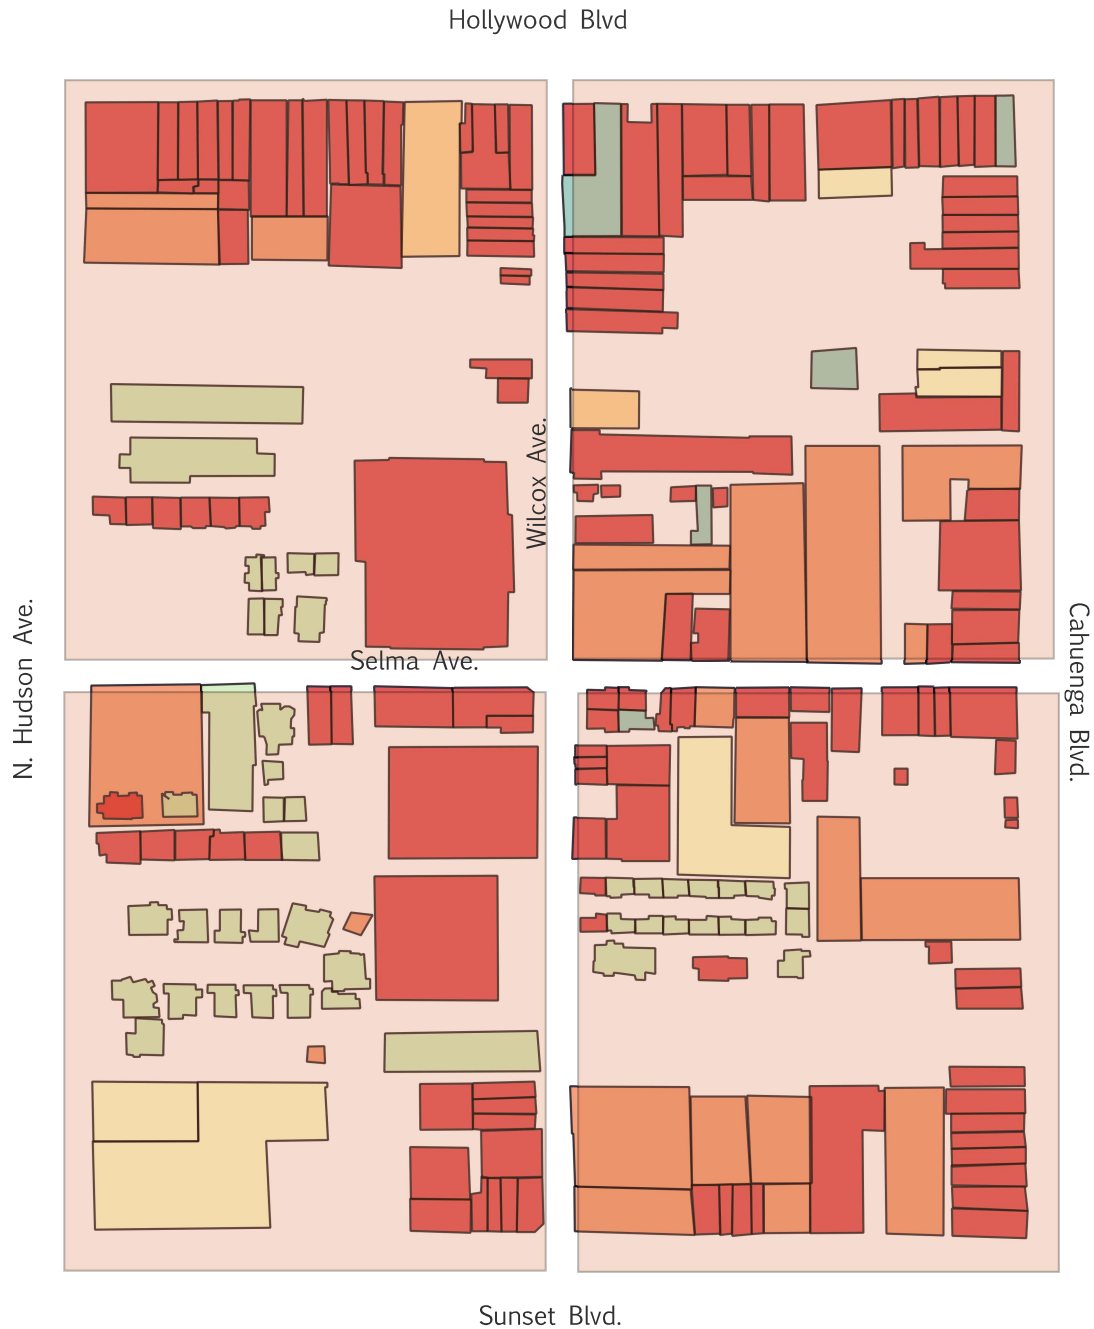 Hollywood Blvd
Wilcox Ave.
N. Hudson Ave.
Selma Ave.
Cahuenga Blvd.
Sunset Blvd.